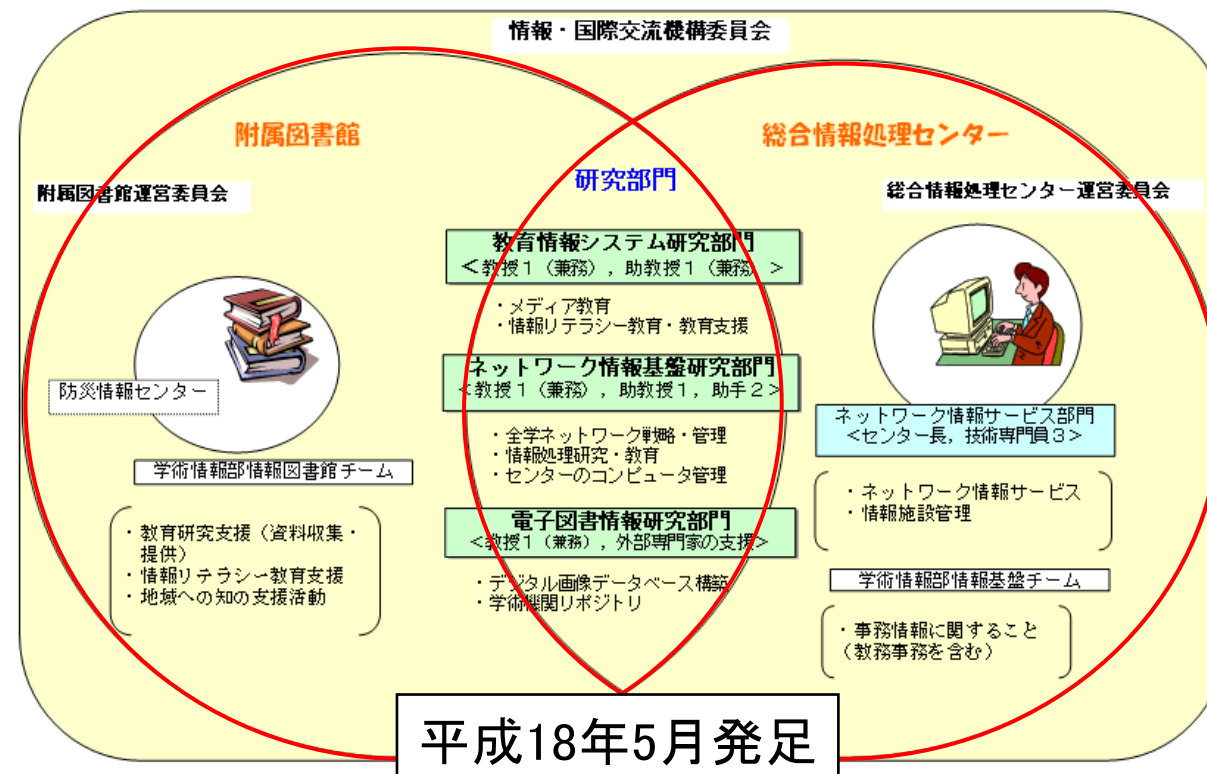 情報・国際交流機構委員会
附属図書館
総合情報処理センター
研究部門
附属図書館運営委員会
総合情報処理センター運営委員会
教育情報システム研究部門
＜教授１（兼務），助教授１（兼務）＞
・メディア教育
・情報リテラシー教育・教育支援
ネットワーク情報基盤研究部門
＜教授１（兼務），助教授１，助手２＞
・全学ネットワーク戦略・管理
・情報処理研究・教育
・センターのコンピュータ管理
電子図書情報研究部門
＜教授１（兼務），外部専門家の支援＞
・デジタル画像データベース構築
・学術機関リポジトリ
防災情報センター
学術情報部情報図書館チーム
・教育研究支援（資料収集・
提供）
・情報リテラシー教育支援
・地域への知の支援活動
ネットワーク情報サービス部門
＜センター長，技術専門員３＞
・ネットワーク情報サービス
・情報施設管理
学術情報部情報基盤チーム
・事務情報に関すること
（教務事務を含む）
平成18年5月発足